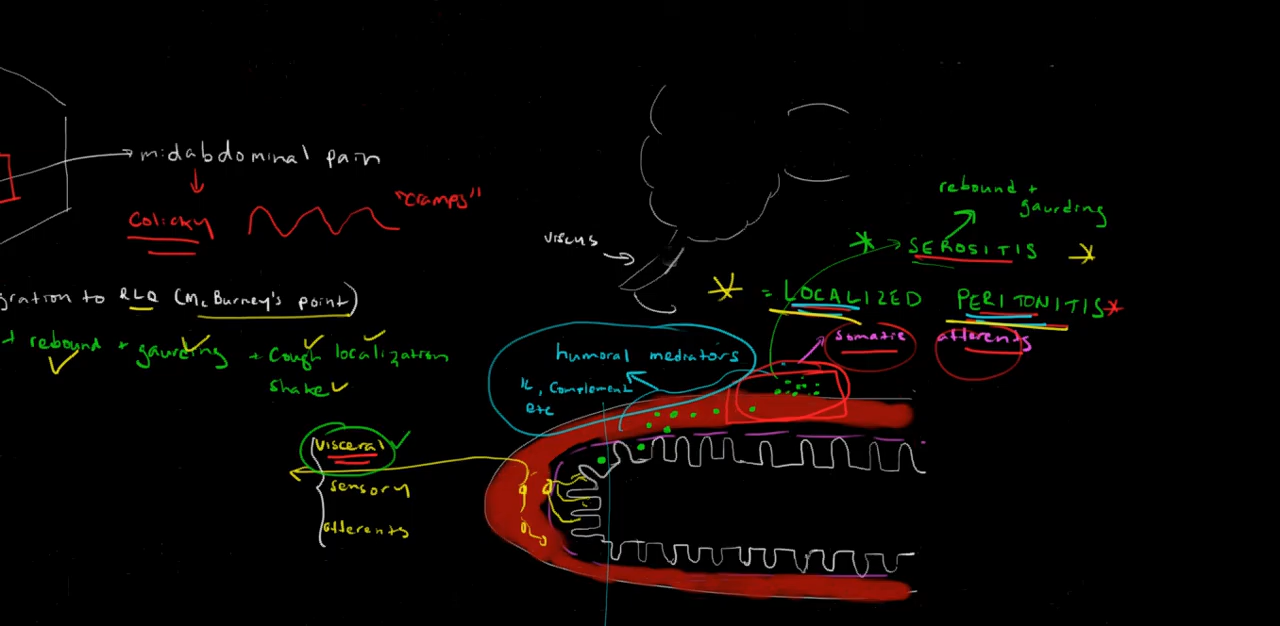 midabdominal pain
Colicky
"cramps"
gration to RLQ (McBurney's point)
+ rebound + gaurding + Cough localization
shake
visceral
sensory
afferents
viscus
rebound +
gaurding
* SEROSITIS *
* = LOCALIZED PERITONITIS*
somatic afferents
humoral mediators
IL, Complement
etc